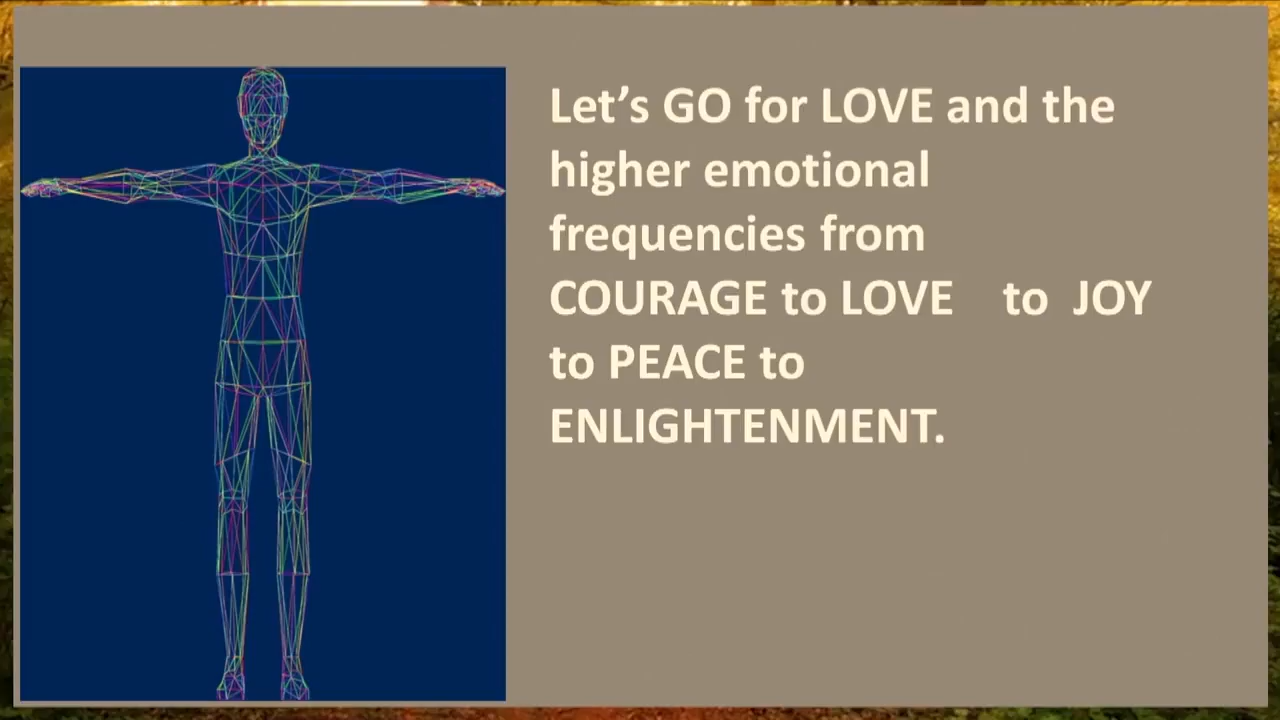 Let’s GO for LOVE and the
higher emotional
frequencies from
COURAGE to LOVE    to  JOY
to PEACE to
ENLIGHTENMENT.